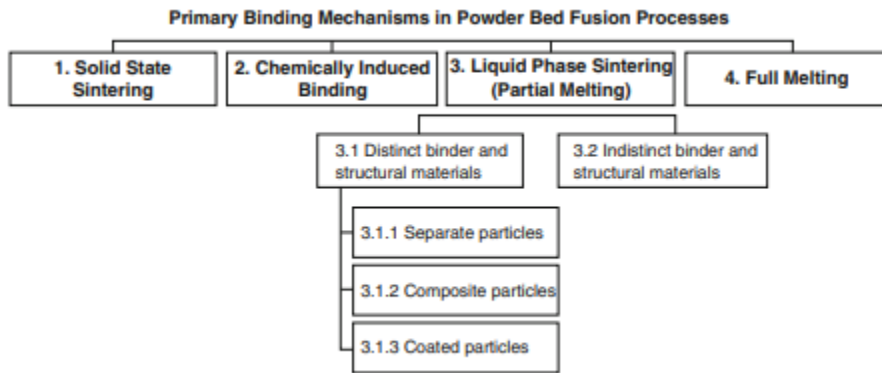 Primary Binding Mechanisms in Powder Bed Fusion Processes
1. Solid State
Sintering
2. Chemically Induced
Binding
3. Liquid Phase Sintering
(Partial Melting)
4. Full Melting
3.1 Distinct binder and
structural materials
3.2 Indistinct binder and
structural materials
3.1.1 Separate particles
3.1.2 Composite particles
3.1.3 Coated particles